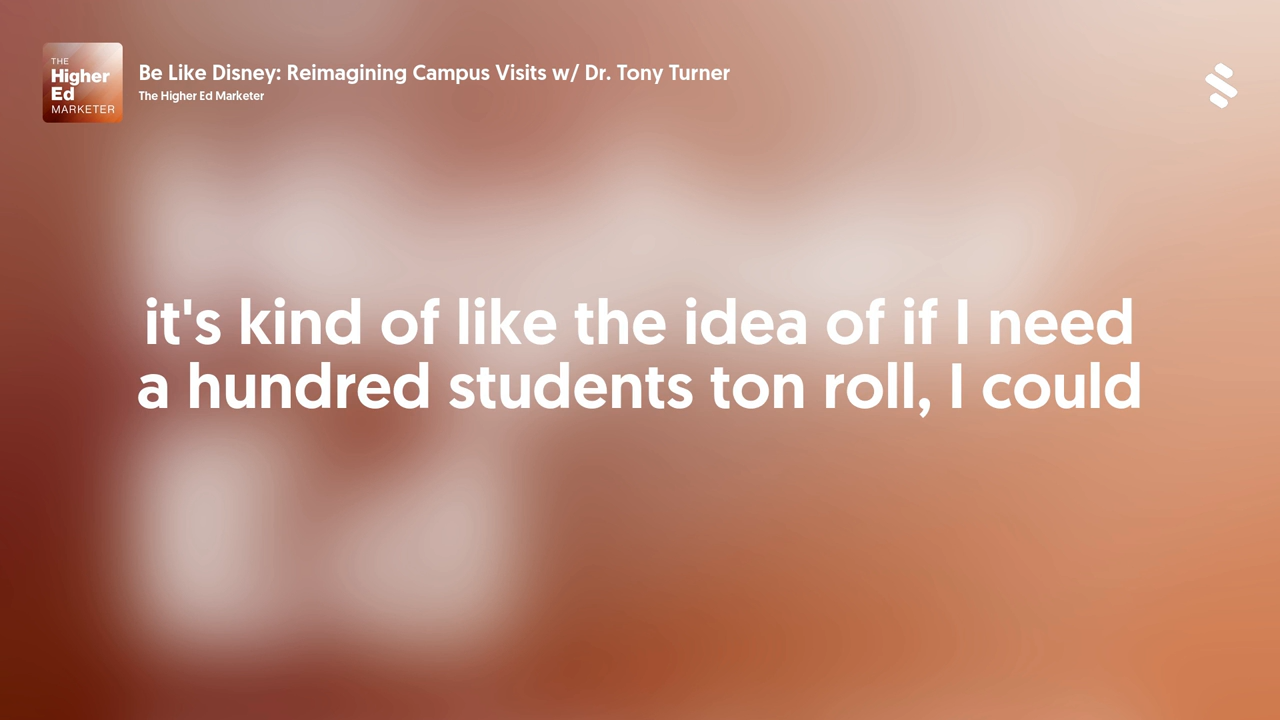 THE
Higher
Ed
MARKETER
Be Like Disney: Reimagining Campus Visits w/ Dr. Tony Turner
The Higher Ed Marketer
it's kind of like the idea of if I need
a hundred students ton roll, I could